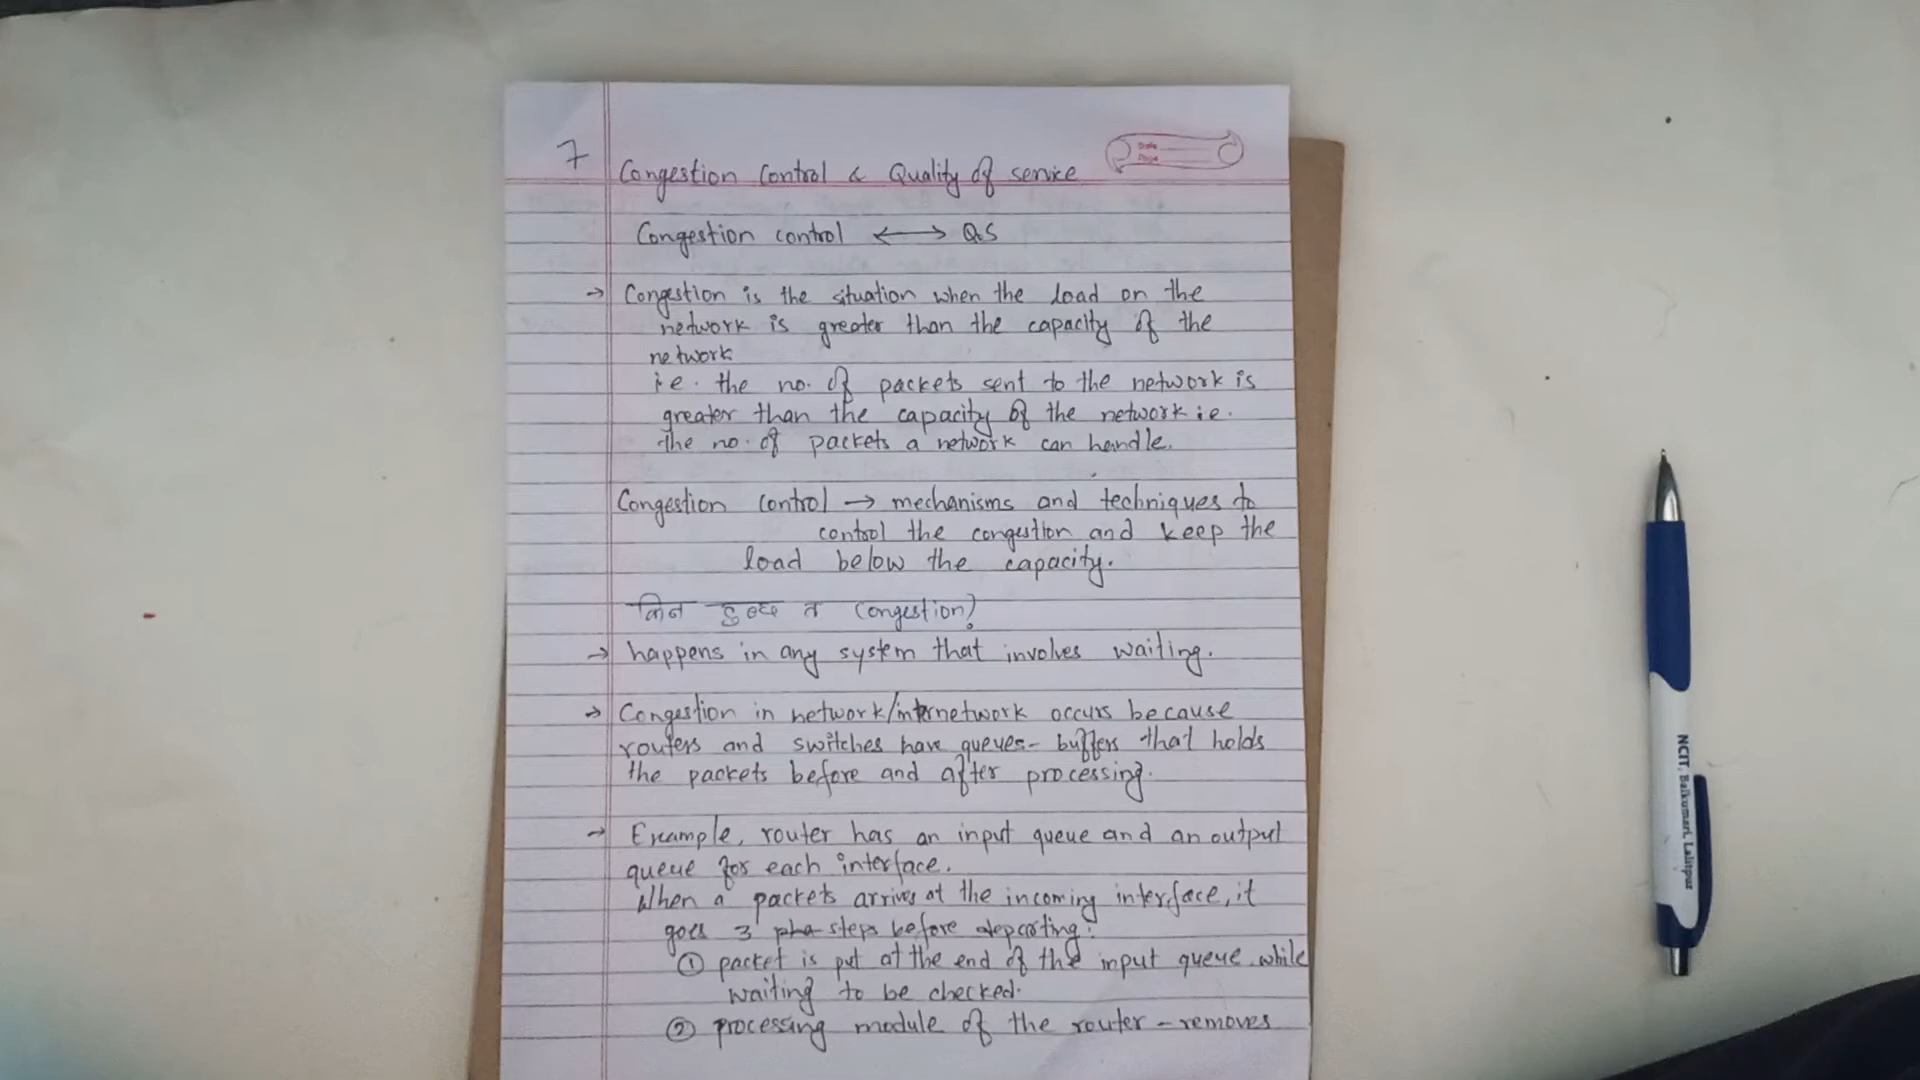 7
Congestion Control & Quality of service
Date
Page
Congestion control ⟷ QoS
→ Congestion is the situation when the load on the
network is greater than the capacity of the
network
i.e. the no. of packets sent to the network is
greater than the capacity of the network i.e.
the no. of packets a network can handle.
Congestion control → mechanisms and techniques to
control the congestion and keep the
load below the capacity.
किन हुन्छ त congestion?
→ happens in any system that involves waiting.
→ Congestion in network/internetwork occurs because
routers and switches have queues- buffers that holds
the packets before and after processing.
→ Example, router has an input queue and an output
queue for each interface.
When a packets arrives at the incoming interface, it
goes 3 pha steps before departing:
① packet is put at the end of the input queue while
waiting to be checked.
② processing module of the router - removes
NCIT, Balkumari, Lalitpur